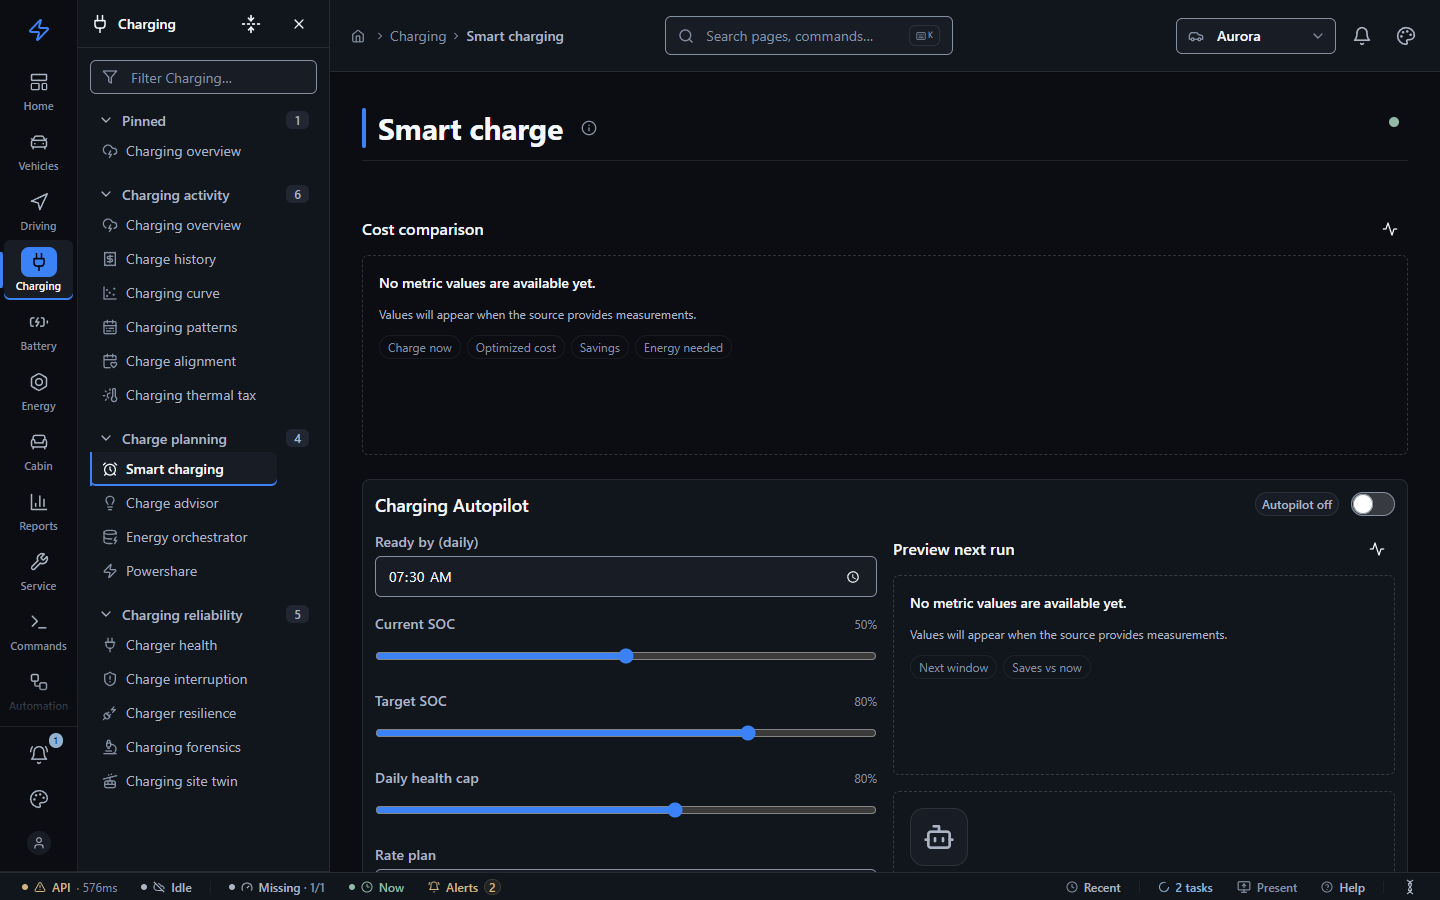 Charging
Filter Charging...
Pinned 1
Charging overview
Charging activity 6
Charging overview
Charge history
Charging curve
Charging patterns
Charge alignment
Charging thermal tax
Charge planning 4
Smart charging
Charge advisor
Energy orchestrator
Powershare
Charging reliability 5
Charger health
Charge interruption
Charger resilience
Charging forensics
Charging site twin
Home
Vehicles
Driving
Charging
Battery
Energy
Cabin
Reports
Service
Commands
Automation
1
Charging > Smart charging
Search pages, commands... K
Aurora
Smart charge
Cost comparison
No metric values are available yet.
Values will appear when the source provides measurements.
Charge now Optimized cost Savings Energy needed
Charging Autopilot
Autopilot off
Ready by (daily)
07:30 AM
Current SOC 50%
Target SOC 80%
Daily health cap 80%
Rate plan
Preview next run
No metric values are available yet.
Values will appear when the source provides measurements.
Next window Saves vs now
API · 576ms Idle Missing · 1/1 Now Alerts 2 Recent 2 tasks Present Help